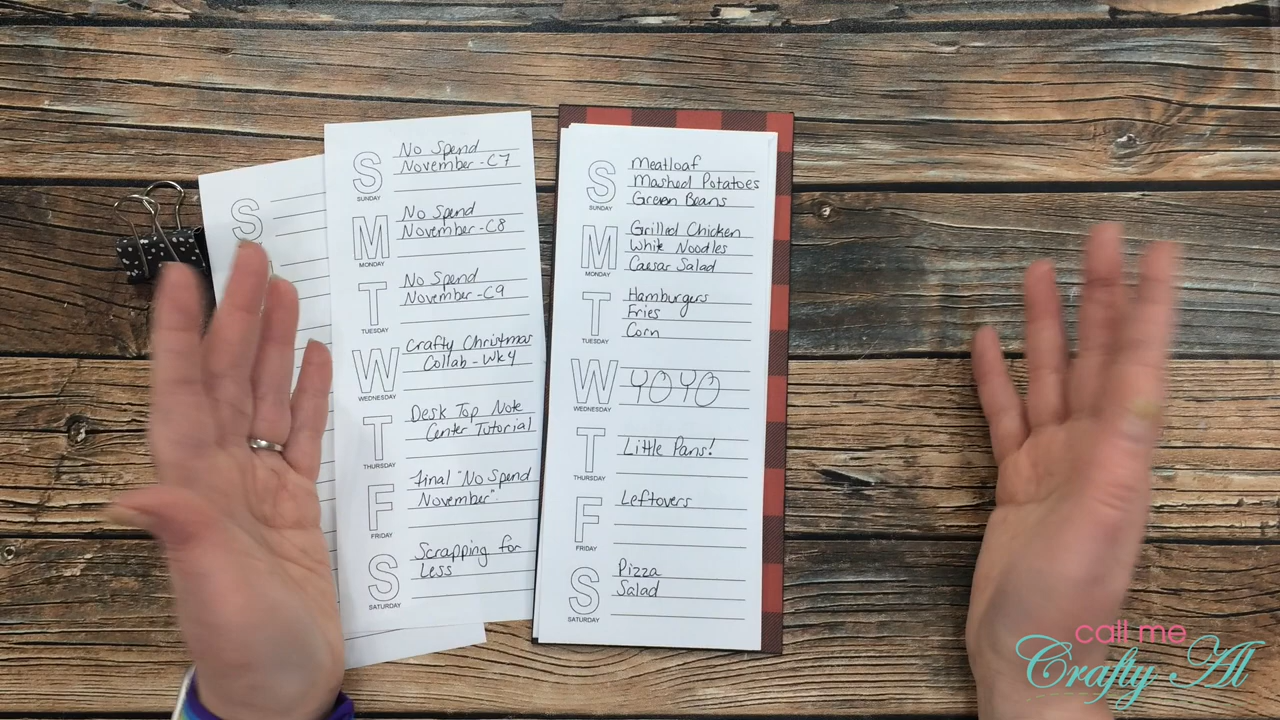 S
S
SUNDAY
No Spend
November-C7
M
MONDAY
No Spend
November-C8
T
TUESDAY
No Spend
November-C9
W
WEDNESDAY
Crafty Christmas
Collab-Wk4
T
THURSDAY
Desk Top Note
Center Tutorial
F
FRIDAY
Final "No Spend
November"
S
SATURDAY
Scrapping for
Less
S
SUNDAY
Meatloaf
Mashed Potatoes
Green Beans
M
MONDAY
Grilled Chicken
White Noodles
Caesar Salad
T
TUESDAY
Hamburgers
Fries
Corn
W
WEDNESDAY
YOYO
T
THURSDAY
Little Pans!
F
FRIDAY
Leftovers
S
SATURDAY
Pizza
Salad
call me
Crafty Al